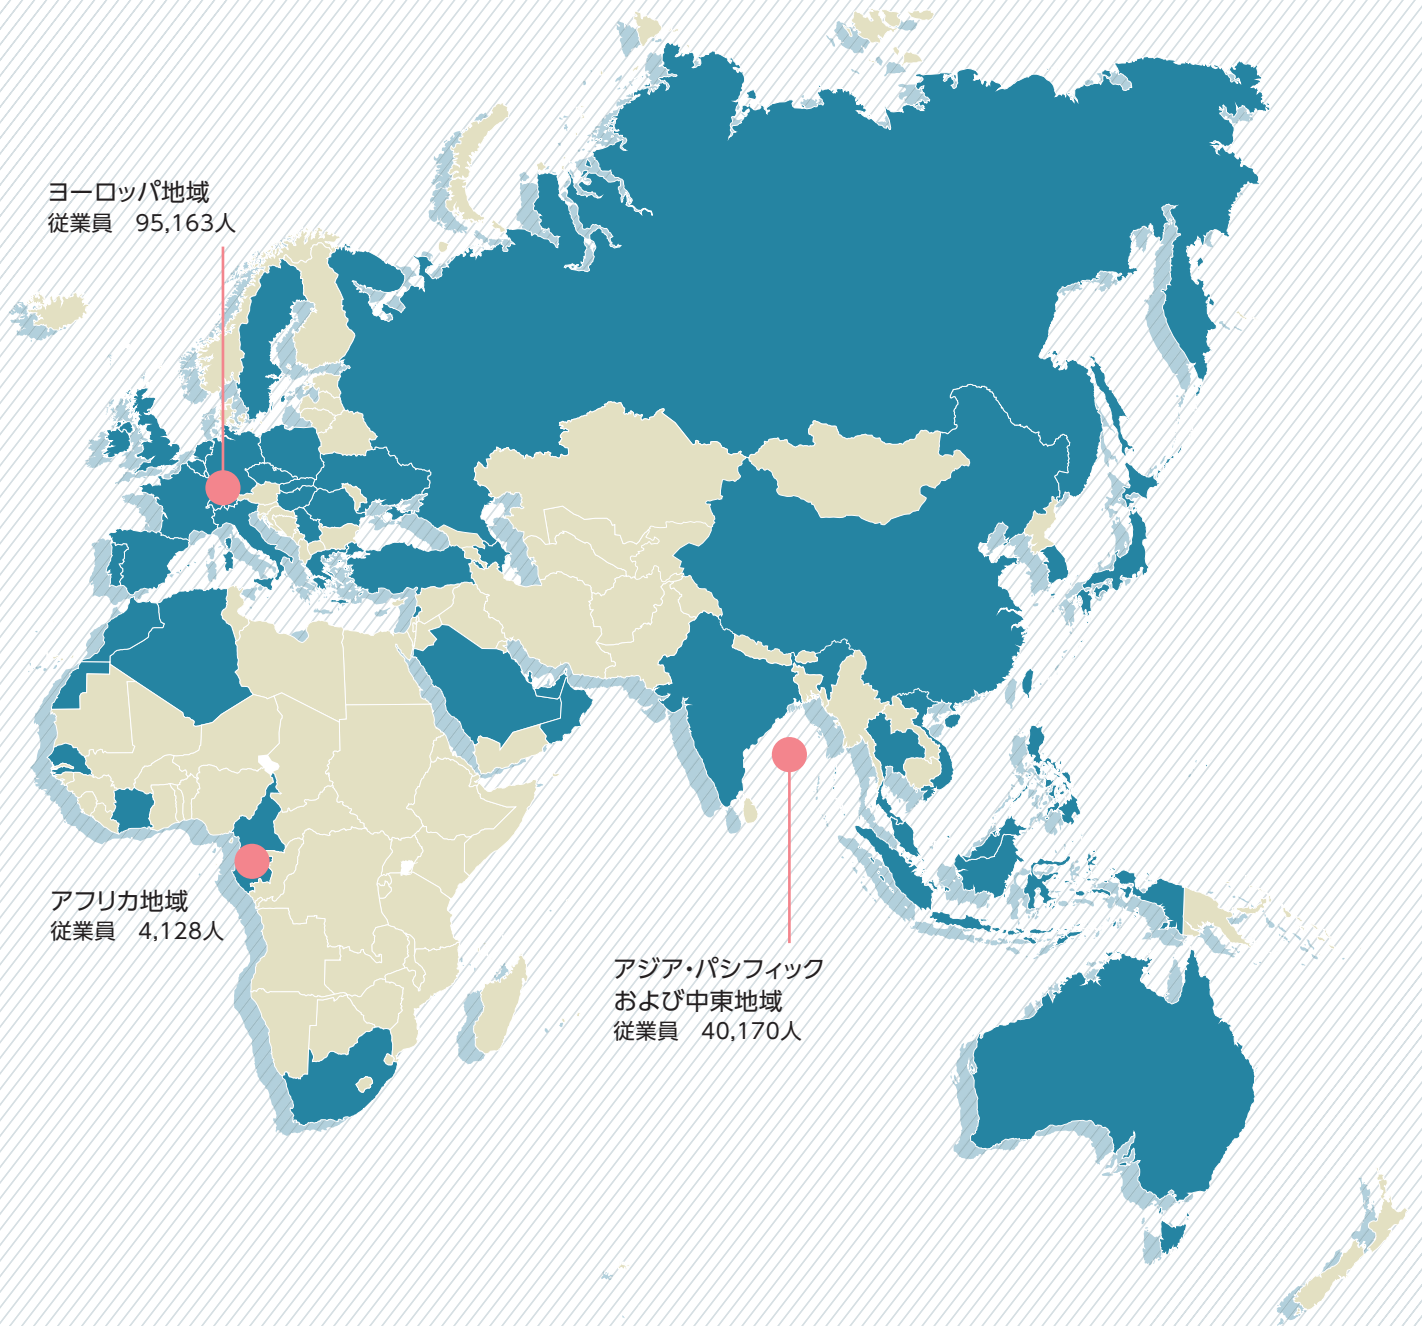 ヨーロッパ地域
従業員　95,163人
アフリカ地域
従業員　4,128人
アジア・パシフィック
および中東地域
従業員　40,170人